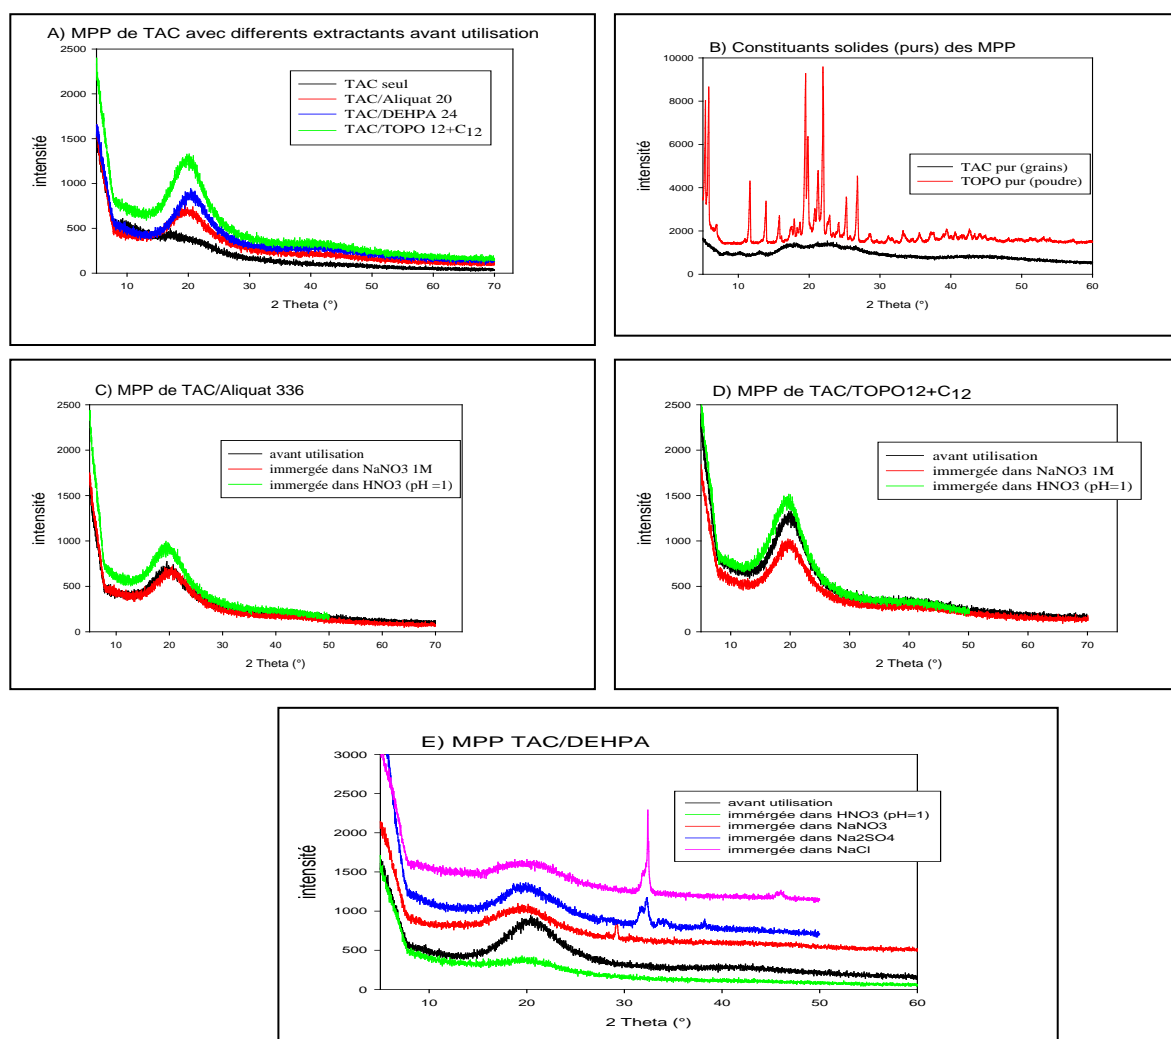 A) MPP de TAC avec differents extractants avant utilisation
2500
2000
1500
1000
500
0
intensité
TAC seul
TAC/Aliquat 20
TAC/DEHPA 24
TAC/TOPO 12+C12
10 20 30 40 50 60 70
2 Theta (°)
B) Constituants solides (purs) des MPP
10000
8000
6000
4000
2000
0
intensité
TAC pur (grains)
TOPO pur (poudre)
10 20 30 40 50 60
2 Theta (°)
C) MPP de TAC/Aliquat 336
2500
2000
1500
1000
500
0
intensité
avant utilisation
immergée dans NaNO3 1M
immergée dans HNO3 (pH =1)
10 20 30 40 50 60 70
2 Theta (°)
D) MPP de TAC/TOPO12+C12
2500
2000
1500
1000
500
0
intensité
avant utilisation
immergée dans NaNO3 1M
immergée dans HNO3 (pH=1)
10 20 30 40 50 60 70
2 Theta (°)
E) MPP TAC/DEHPA
3000
2500
2000
1500
1000
500
0
intensité
avant utilisation
immérgée dans HNO3 (pH=1)
immergée dans NaNO3
immergée dans Na2SO4
immergée dans NaCl
10 20 30 40 50 60
2 Theta (°)